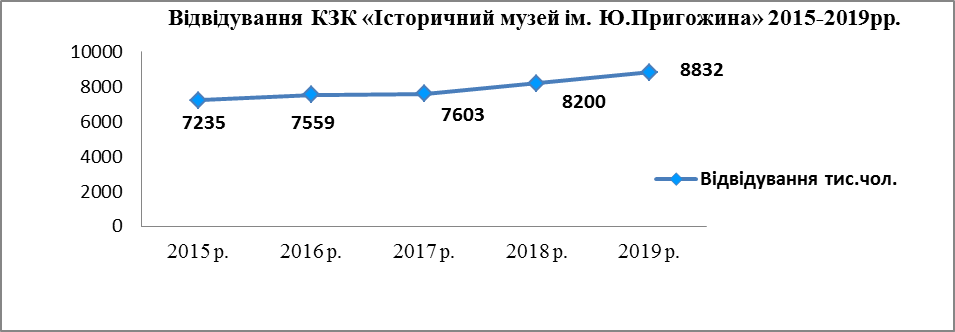 Відвідування КЗК «Історичний музей ім. Ю.Пригожина» 2015-2019рр.
10000
8000
6000
4000
2000
0
7235
7559
7603
8200
8832
2015 р.
2016 р.
2017 р.
2018 р.
2019 р.
Відвідування тис.чол.